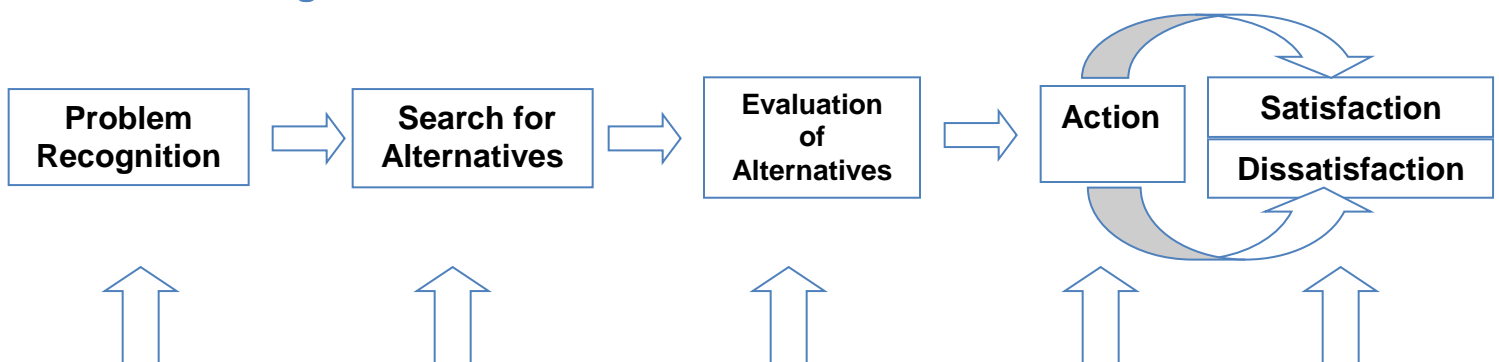 Problem
Recognition
Search for
Alternatives
Evaluation
of
Alternatives
Action
Satisfaction
Dissatisfaction